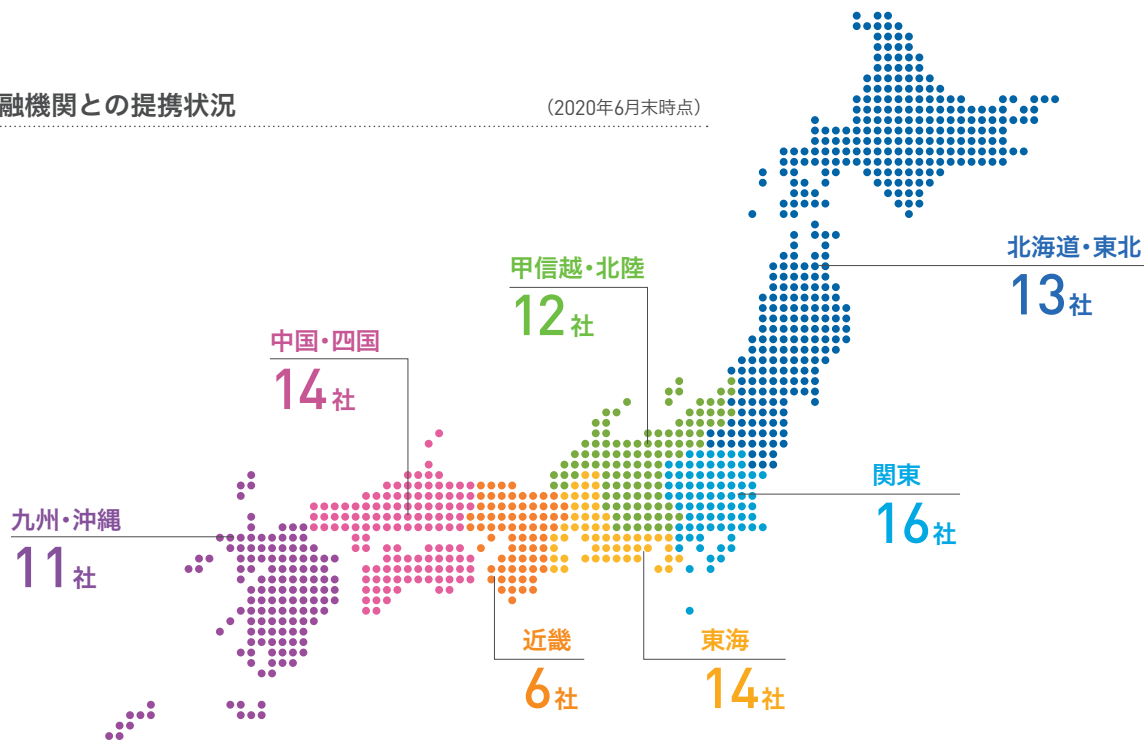 融機関との提携状況
（2020年6月末時点）
北海道・東北
13社
甲信越・北陸
12社
中国・四国
14社
関東
16社
九州・沖縄
11社
近畿
6社
東海
14社